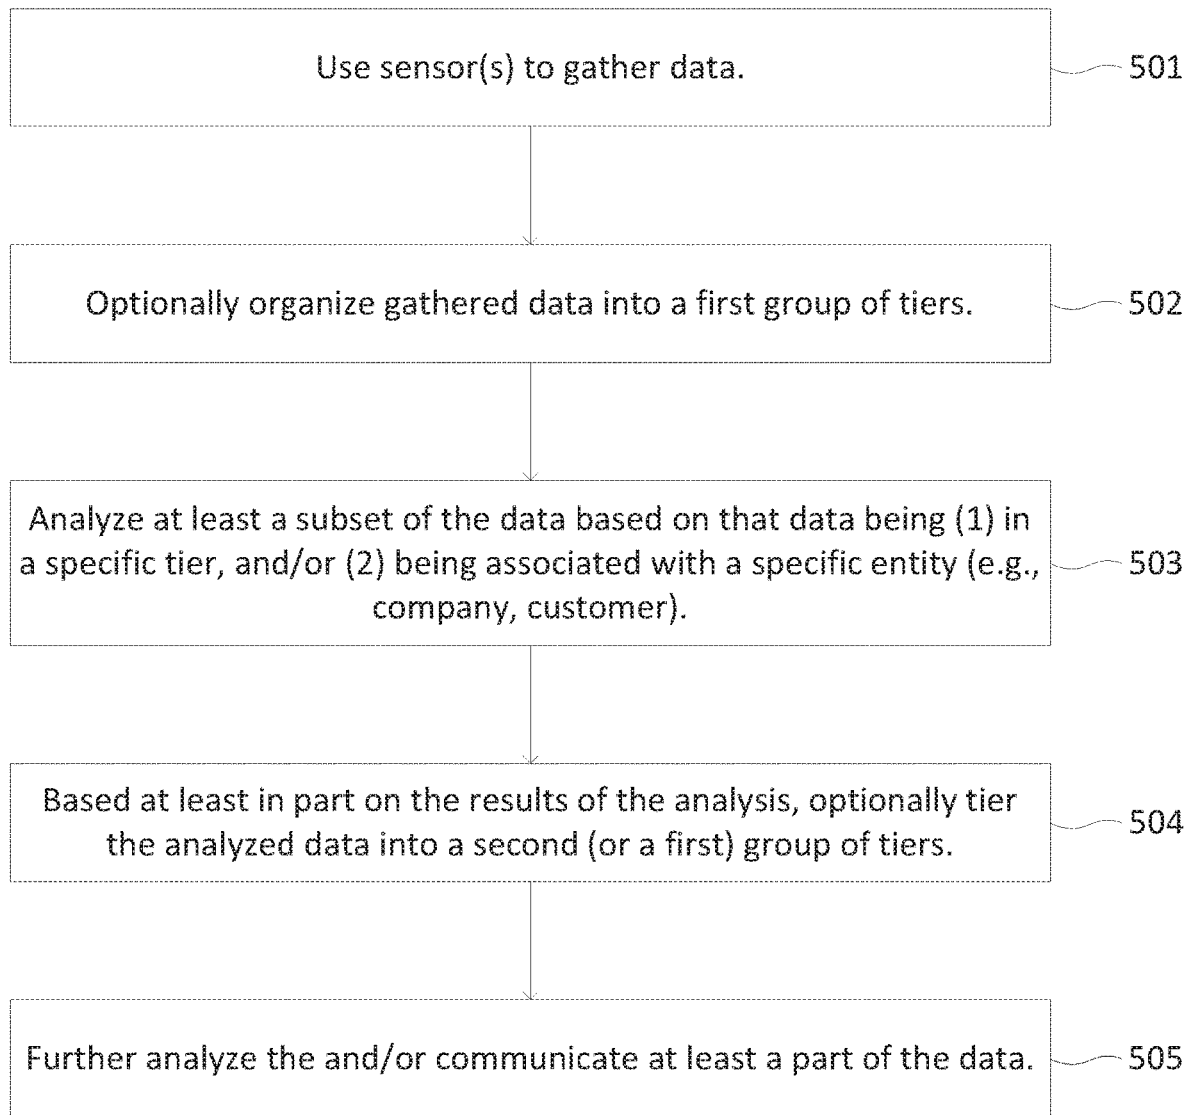 Use sensor(s) to gather data.
501
Optionally organize gathered data into a first group of tiers.
502
Analyze at least a subset of the data based on that data being (1) in
a specific tier, and/or (2) being associated with a specific entity (e.g.,
company, customer).
503
Based at least in part on the results of the analysis, optionally tier
the analyzed data into a second (or a first) group of tiers.
504
Further analyze the and/or communicate at least a part of the data.
505